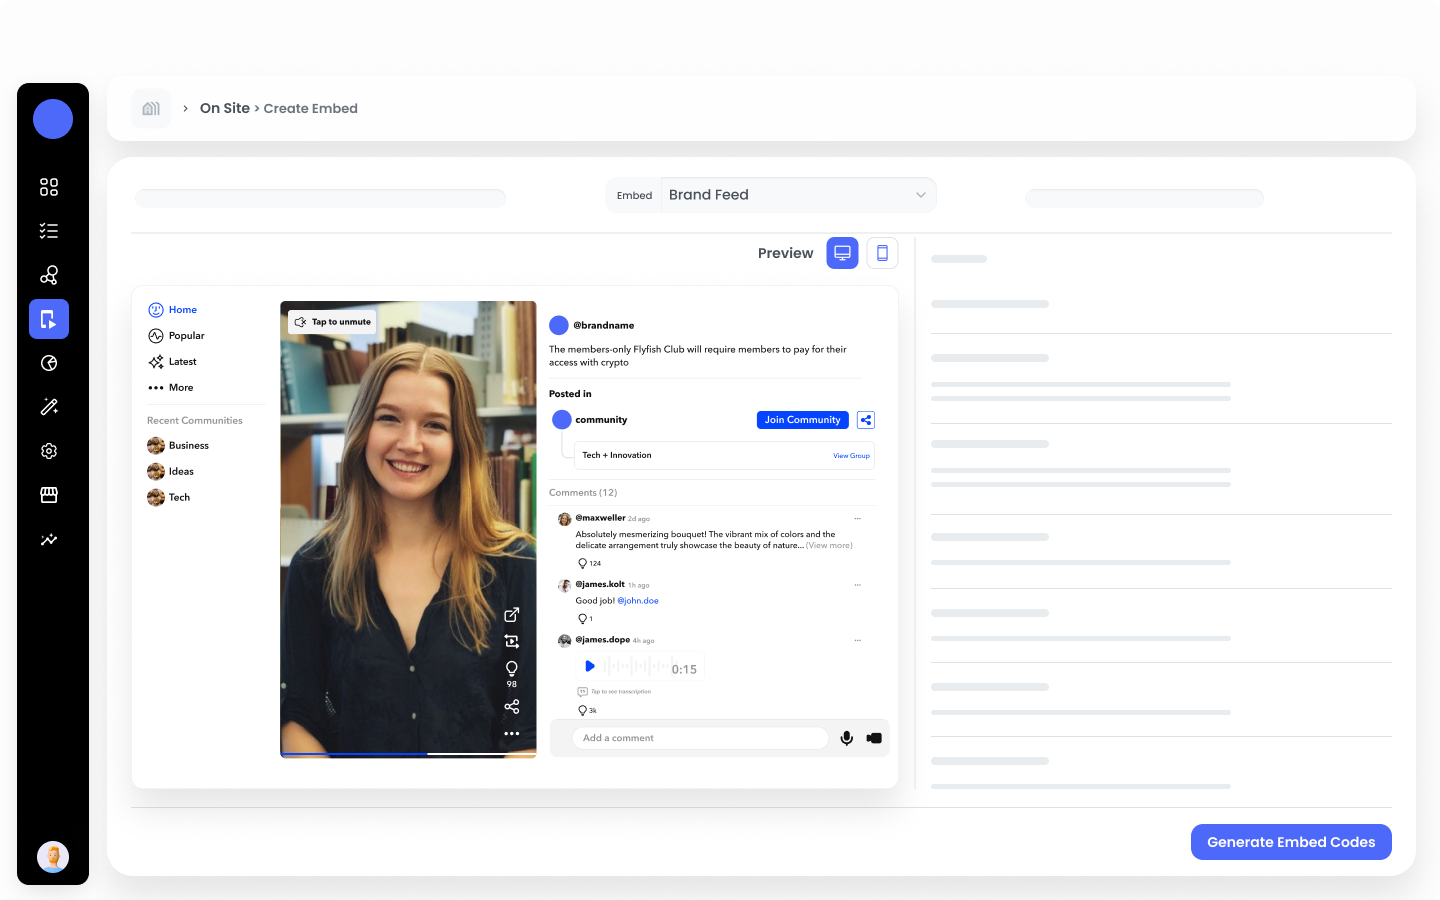 On Site > Create Embed
Embed
Brand Feed
Preview
Home
Popular
Latest
More
Recent Communities
Business
Ideas
Tech
Tap to unmute
98
@brandname
The members-only Flyfish Club will require members to pay for their
access with crypto
Posted in
community
Join Community
Tech + Innovation
View Group
Comments (12)
@maxweller 2d ago
Absolutely mesmerizing bouquet! The vibrant mix of colors and the
delicate arrangement truly showcase the beauty of nature... (View more)
124
@james.kolt 1h ago
Good job! @john.doe
1
@james.dope 4h ago
0:15
Tap to see transcription
3k
Add a comment
Generate Embed Codes